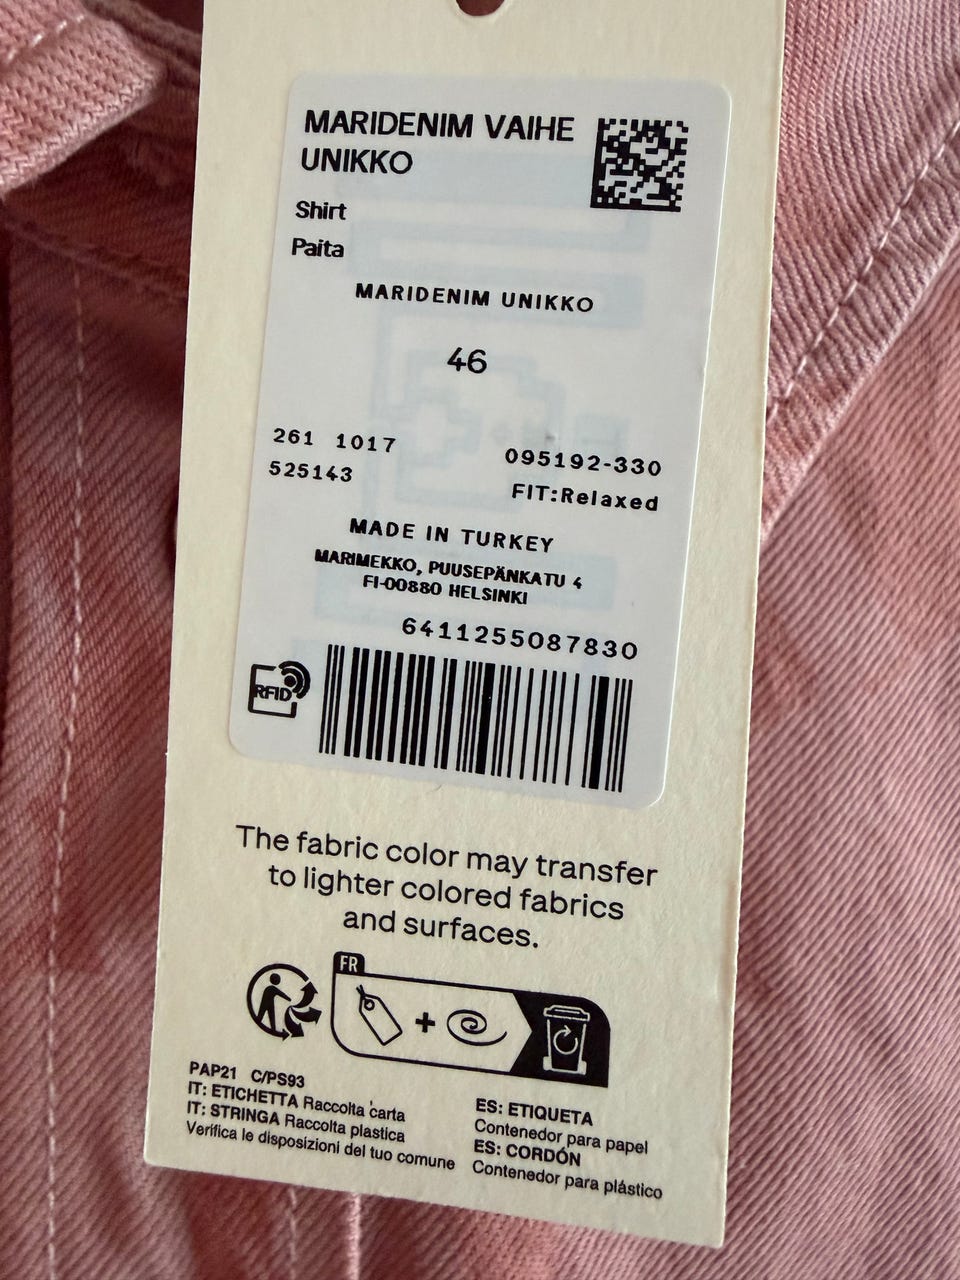 MARIDENIM VAIHE
UNIKKO
Shirt
Paita
MARIDENIM UNIKKO
46
261 1017
525143
095192-330
FIT:Relaxed
MADE IN TURKEY
MARIMEKKO, PUUSEPÄNKATU 4
FI-00880 HELSINKI
6411255087830
RFID
The fabric color may transfer
to lighter colored fabrics
and surfaces.
FR
+
PAP21 C/PS93
IT: ETICHETTA Raccolta carta
IT: STRINGA Raccolta plastica
Verifica le disposizioni del tuo comune
ES: ETIQUETA
Contenedor para papel
ES: CORDÓN
Contenedor para plástico